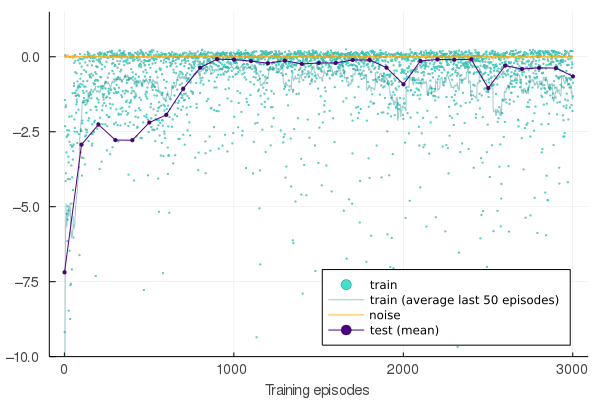 0.0
−2.5
−5.0
−7.5
−10.0
0
1000
2000
3000
Training episodes
train
train (average last 50 episodes)
noise
test (mean)